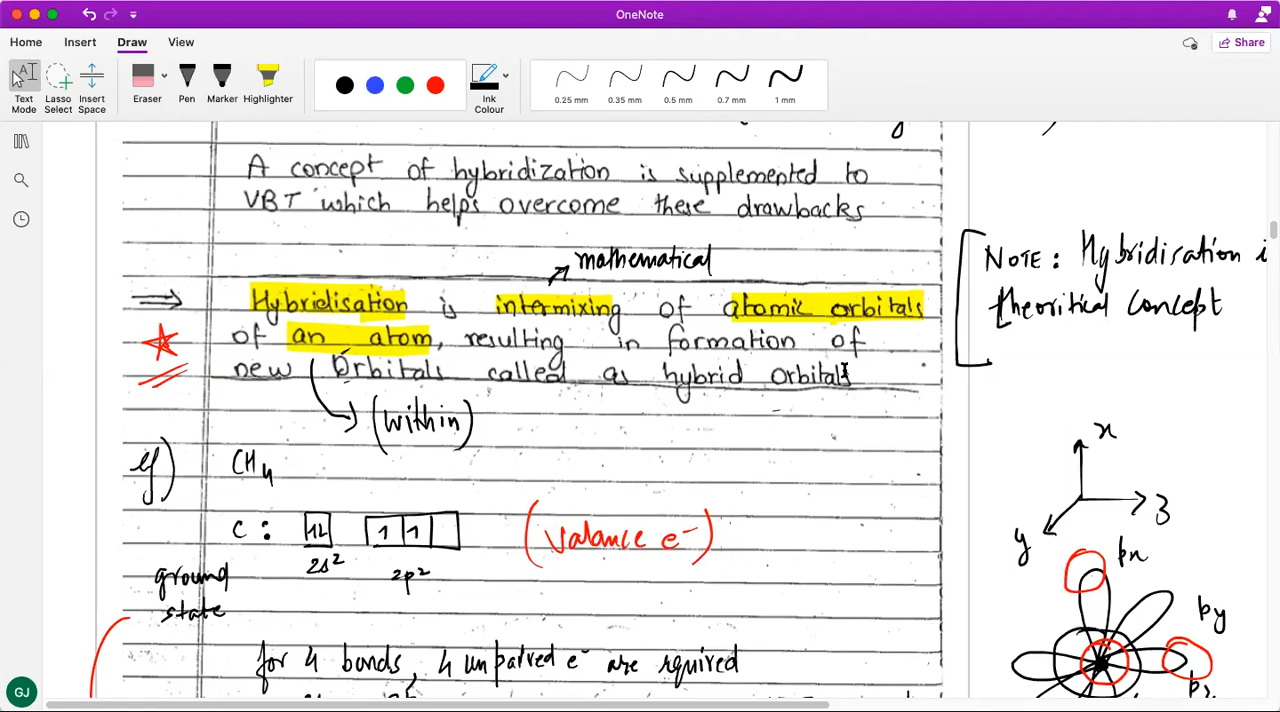 OneNote
Home Insert Draw View
Share
Text Mode
Lasso Select
Insert Space
Eraser
Pen
Marker
Highlighter
Ink Colour
0.25 mm
0.35 mm
0.5 mm
0.7 mm
1 mm
A concept of hybridization is supplemented to
VBT which helps overcome these drawbacks
mathematical
⇒ Hybridisation is intermixing of atomic orbitals
of an atom, resulting in formation of
new Orbitals called as hybrid orbitals
(within)
NOTE: Hybridisation i
theoritical concept
eg) CH4
C: 1L 1 1
2s² 2p²
(valance e⁻)
ground
state
for 4 bonds, 4 unpaired e⁻ are rquired
x
z
y
px
py
GJ